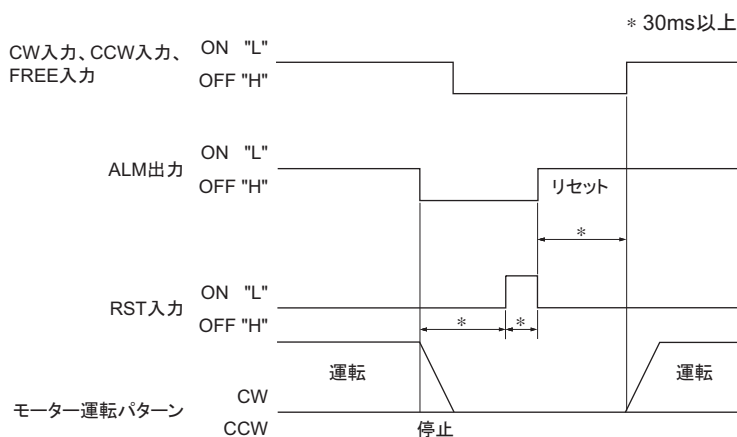 ＊ 30ms以上
CW入力、CCW入力、
FREE入力
ON "L"
OFF "H"
ALM出力
ON "L"
OFF "H"
リセット
＊
RST入力
ON "L"
OFF "H"
＊
＊
運転
運転
モーター運転パターン
CW
CCW
停止